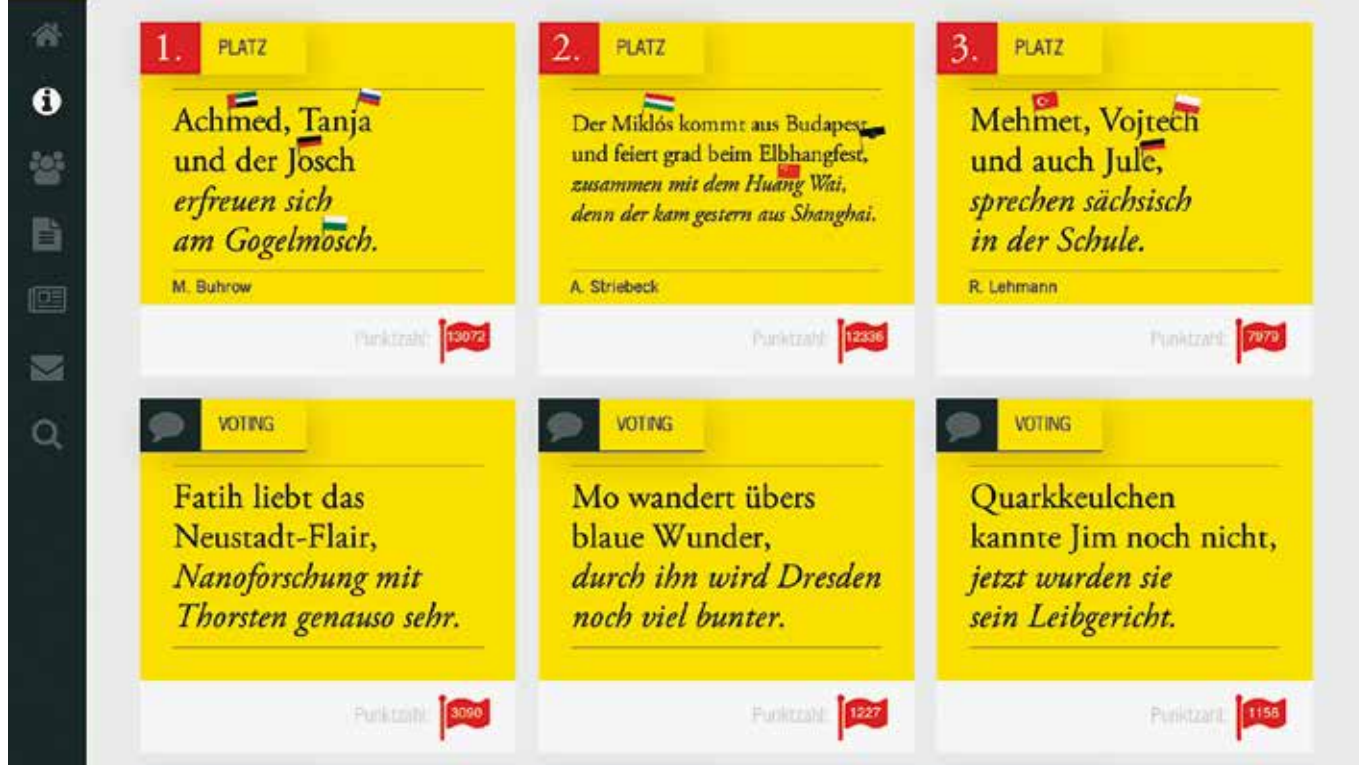 1. PLATZ
Achmed, Tanja
und der Josch
erfreuen sich
am Gogelmosch.
M. Buhrow
Punktzahl: 13072
2. PLATZ
Der Miklós kommt aus Budapest
und feiert grad beim Elbhangfest,
zusammen mit dem Huang Wai,
denn der kam gestern aus Shanghai.
A. Striebeck
Punktzahl: 12336
3. PLATZ
Mehmet, Vojtech
und auch Jule,
sprechen sächsisch
in der Schule.
R. Lehmann
Punktzahl: 7979
VOTING
Fatih liebt das
Neustadt-Flair,
Nanoforschung mit
Thorsten genauso sehr.
Punktzahl: 3090
VOTING
Mo wandert übers
blaue Wunder,
durch ihn wird Dresden
noch viel bunter.
Punktzahl: 1227
VOTING
Quarkkeulchen
kannte Jim noch nicht,
jetzt wurden sie
sein Leibgericht.
Punktzahl: 1156